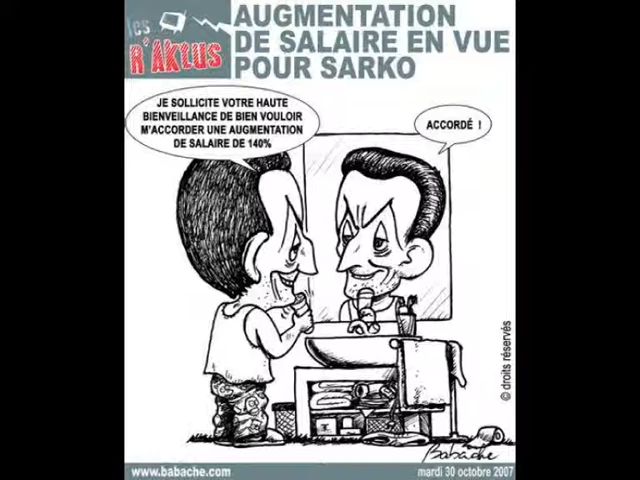 les
R'AKLUS
AUGMENTATION
DE SALAIRE EN VUE
POUR SARKO
JE SOLLICITE VOTRE HAUTE
BIENVEILLANCE DE BIEN VOULOIR
M'ACCORDER UNE AUGMENTATION
DE SALAIRE DE 140%
ACCORDÉ !
© droits réservés
Babache
www.babache.com
mardi 30 octobre 2007